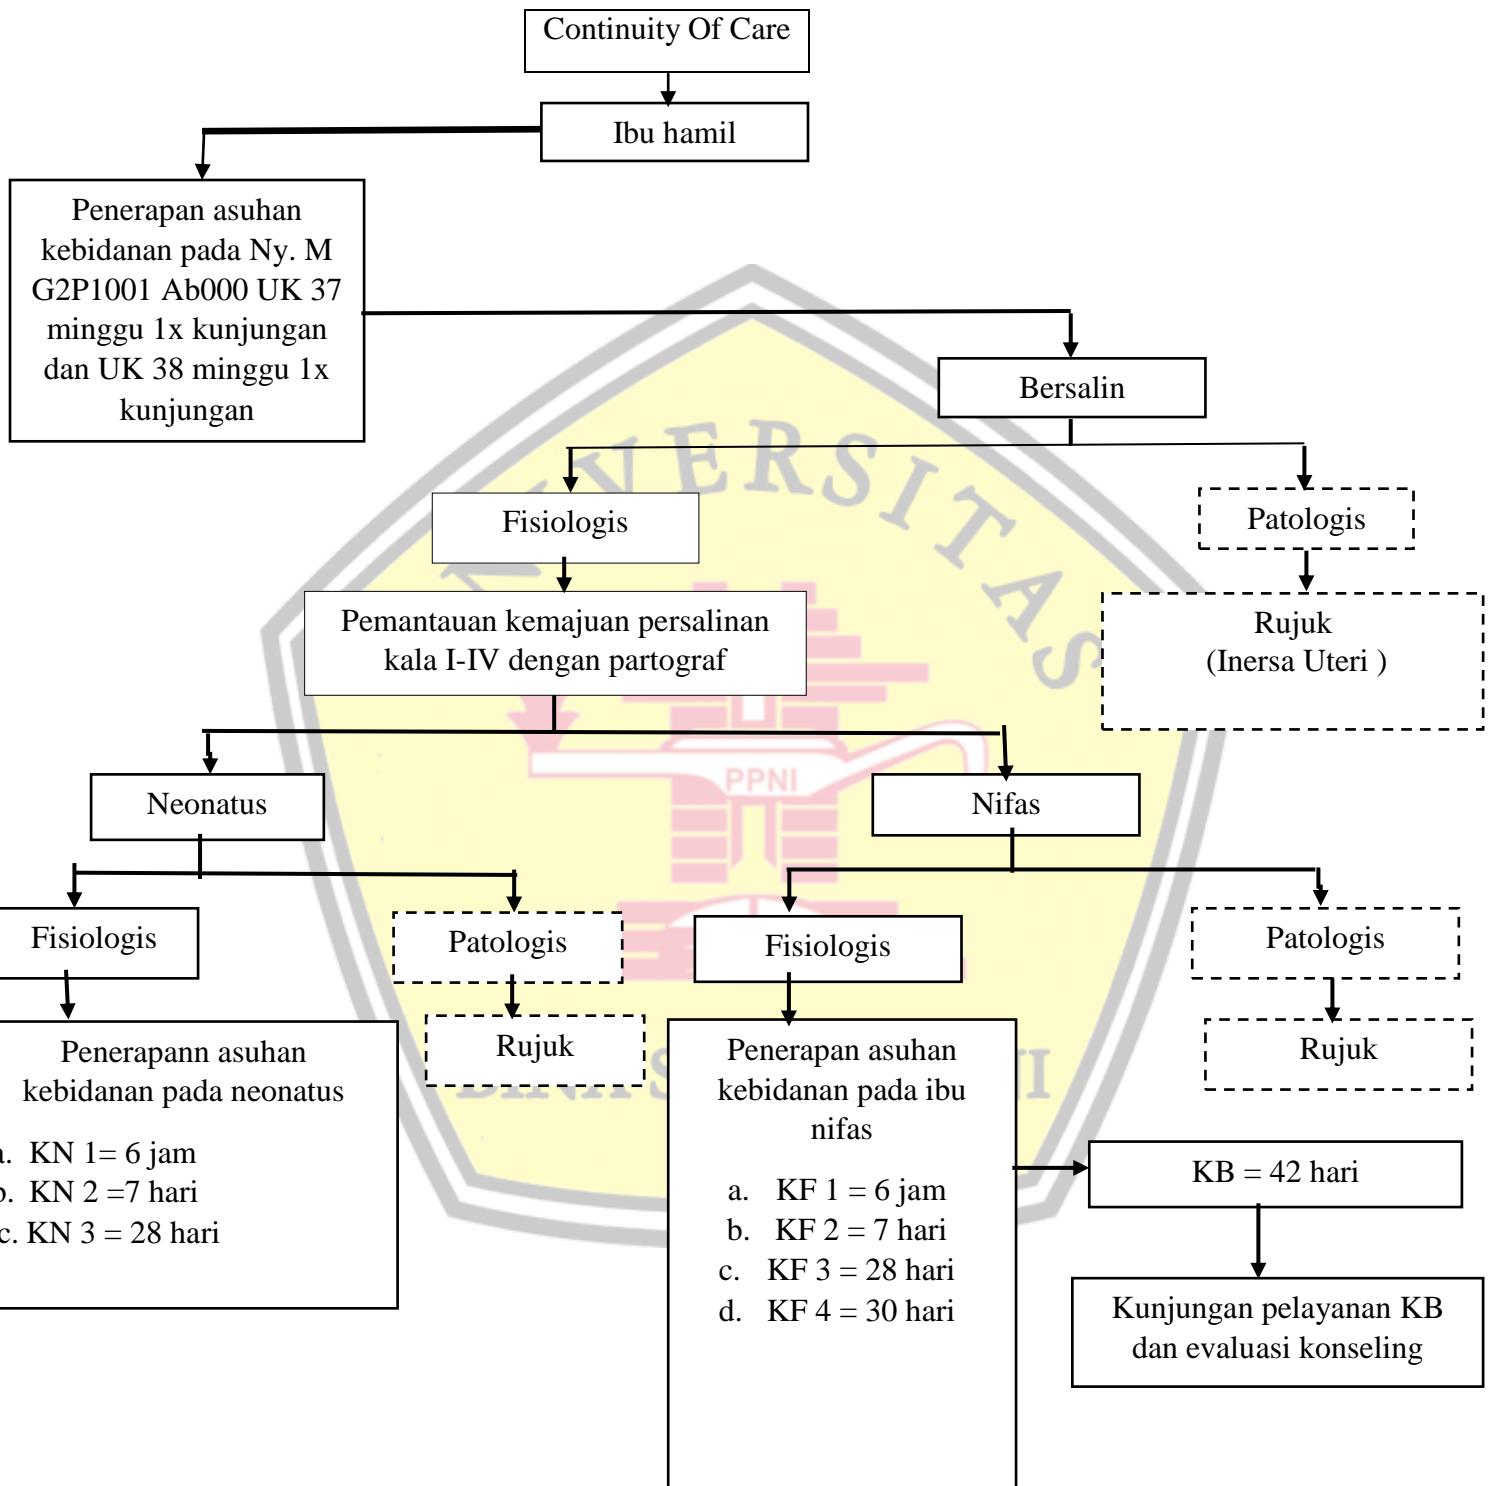 Continuity Of Care
Ibu hamil
Penerapan asuhan
kebidanan pada Ny. M
G2P1001 Ab000 UK 37
minggu 1x kunjungan
dan UK 38 minggu 1x
kunjungan
Bersalin
Fisiologis
Patologis
Pemantauan kemajuan persalinan
kala I-IV dengan partograf
Rujuk
(Inersa Uteri )
Neonatus
Nifas
Fisiologis
Patologis
Fisiologis
Patologis
Penerapann asuhan
kebidanan pada neonatus
a. KN 1= 6 jam
b. KN 2 =7 hari
c. KN 3 = 28 hari
Rujuk
Penerapan asuhan
kebidanan pada ibu
nifas
a. KF 1 = 6 jam
b. KF 2 = 7 hari
c. KF 3 = 28 hari
d. KF 4 = 30 hari
Rujuk
KB = 42 hari
Kunjungan pelayanan KB
dan evaluasi konseling
NIVERSITAS
PPNI
BINA S
NI